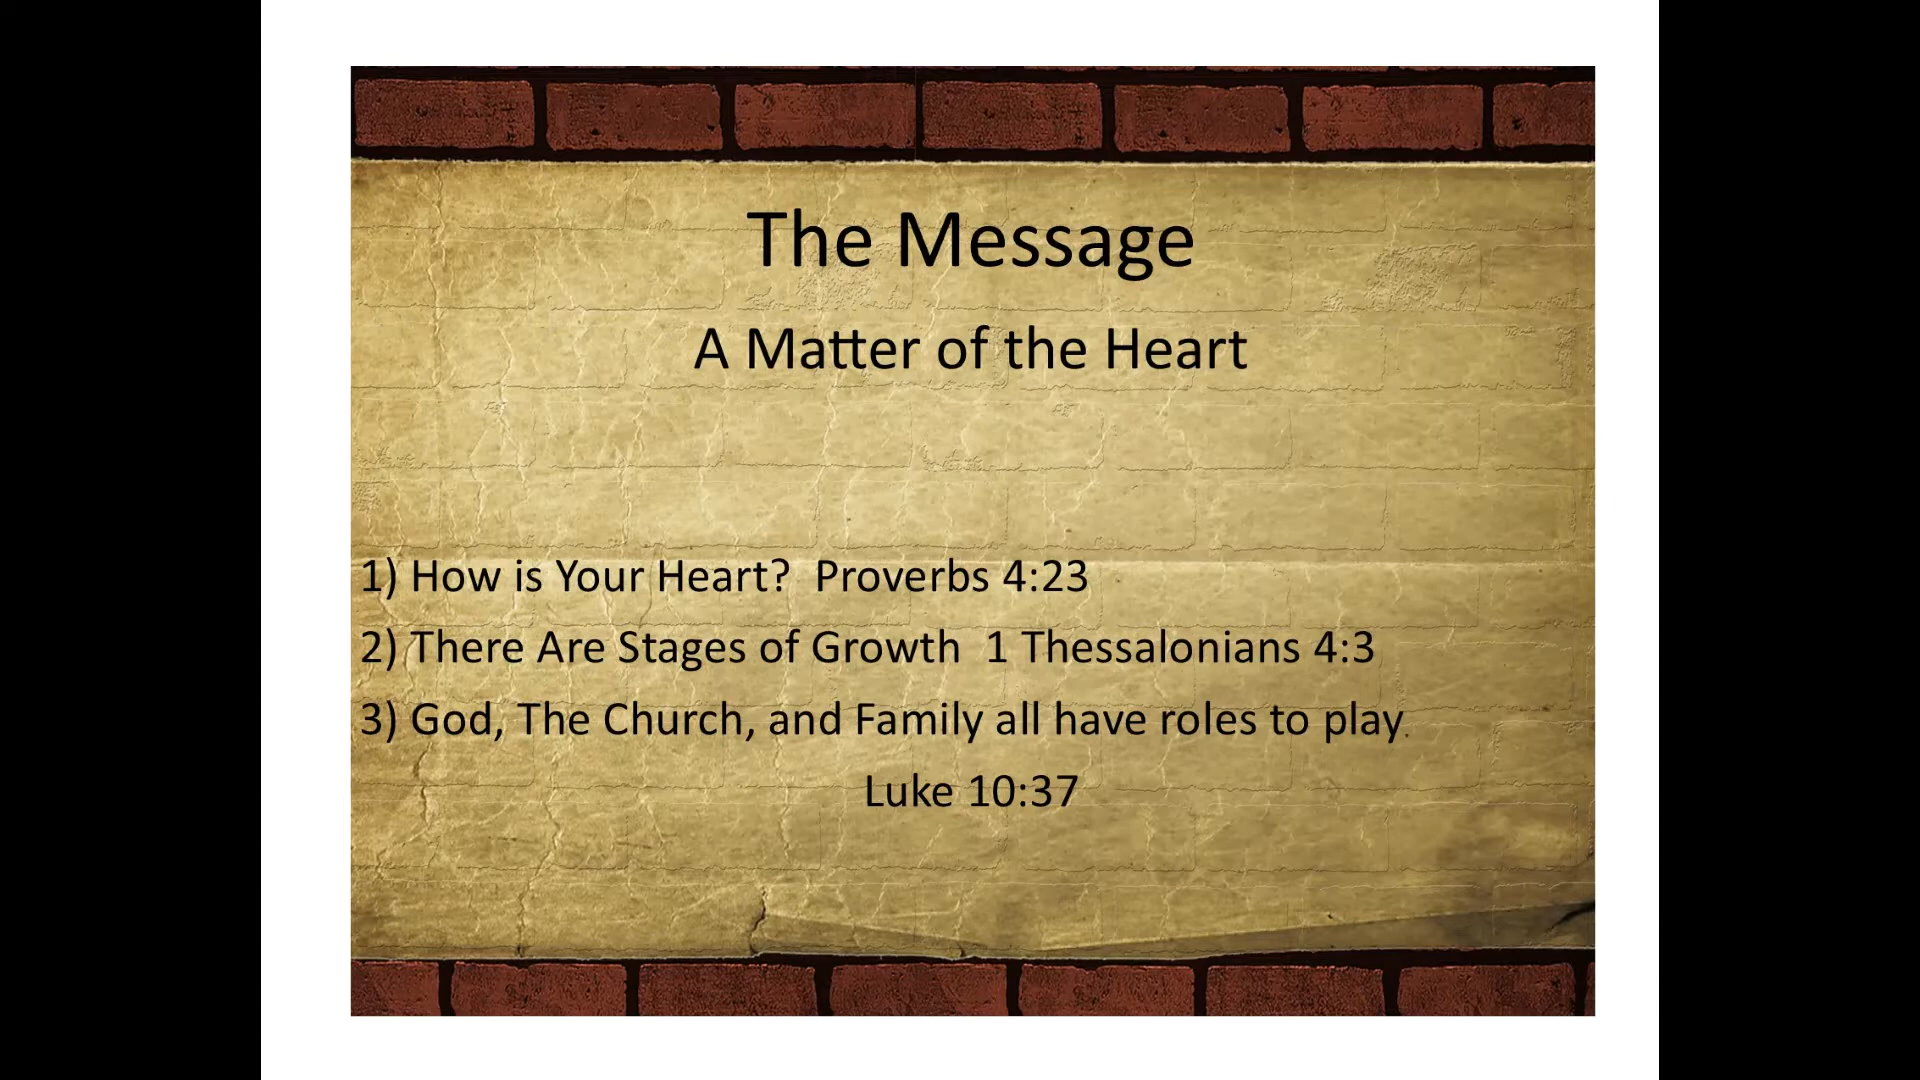 The Message
A Matter of the Heart
1) How is Your Heart?  Proverbs 4:23
2) There Are Stages of Growth  1 Thessalonians 4:3
3) God, The Church, and Family all have roles to play.
Luke 10:37